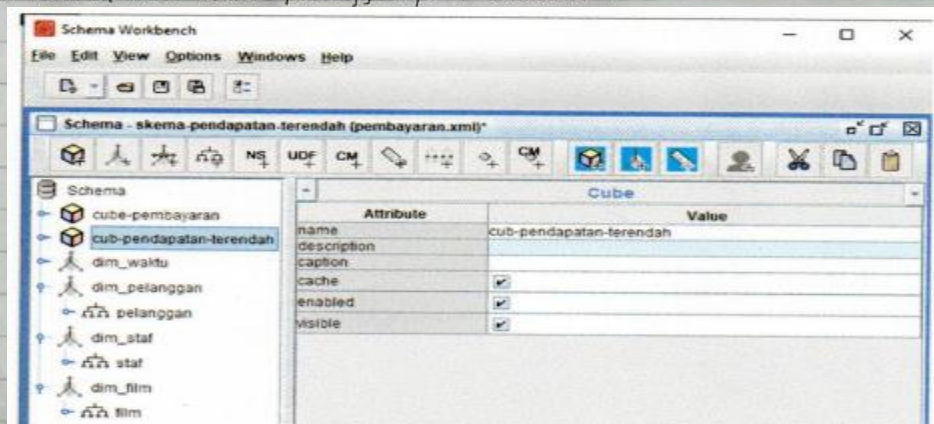 Schema Workbench
File Edit View Options Windows Help
Schema - skema-pendapatan-terendah (pembayaran.xml)*
NS UDF CM CM
Schema
cube-pembayaran
cub-pendapatan-terendah
dim_waktu
dim_pelanggan
pelanggan
dim_staf
staf
dim_film
film
Cube
Attribute Value
name cub-pendapatan-terendah
description
caption
cache
enabled
visible